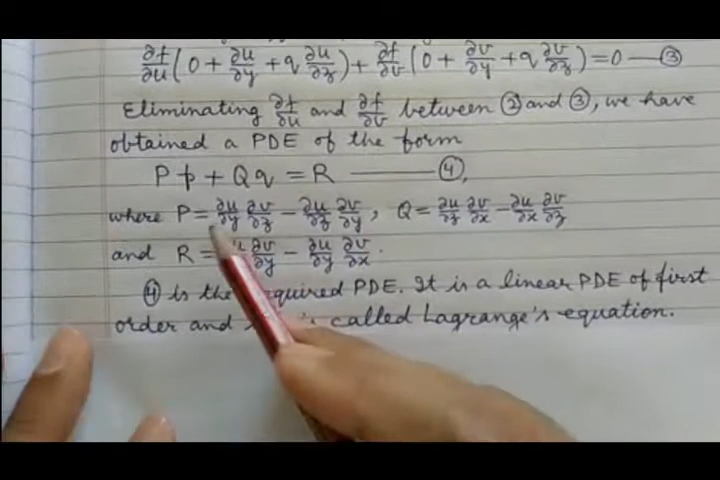 ∂f/∂u(0 + ∂u/∂y + q ∂u/∂z) + ∂f/∂v(0 + ∂v/∂y + q ∂v/∂z) = 0 — ③
Eliminating ∂f/∂u and ∂f/∂v between ② and ③, we have
obtained a PDE of the form
Pp + Qq = R — ④,
where P = ∂u/∂y ∂v/∂z - ∂u/∂z ∂v/∂y, Q = ∂u/∂z ∂v/∂x - ∂u/∂x ∂v/∂z
and R = ∂v/∂y - ∂u/∂y ∂v/∂x.
④ is the required PDE. It is a linear PDE of first
order and is called Lagrange's equation.